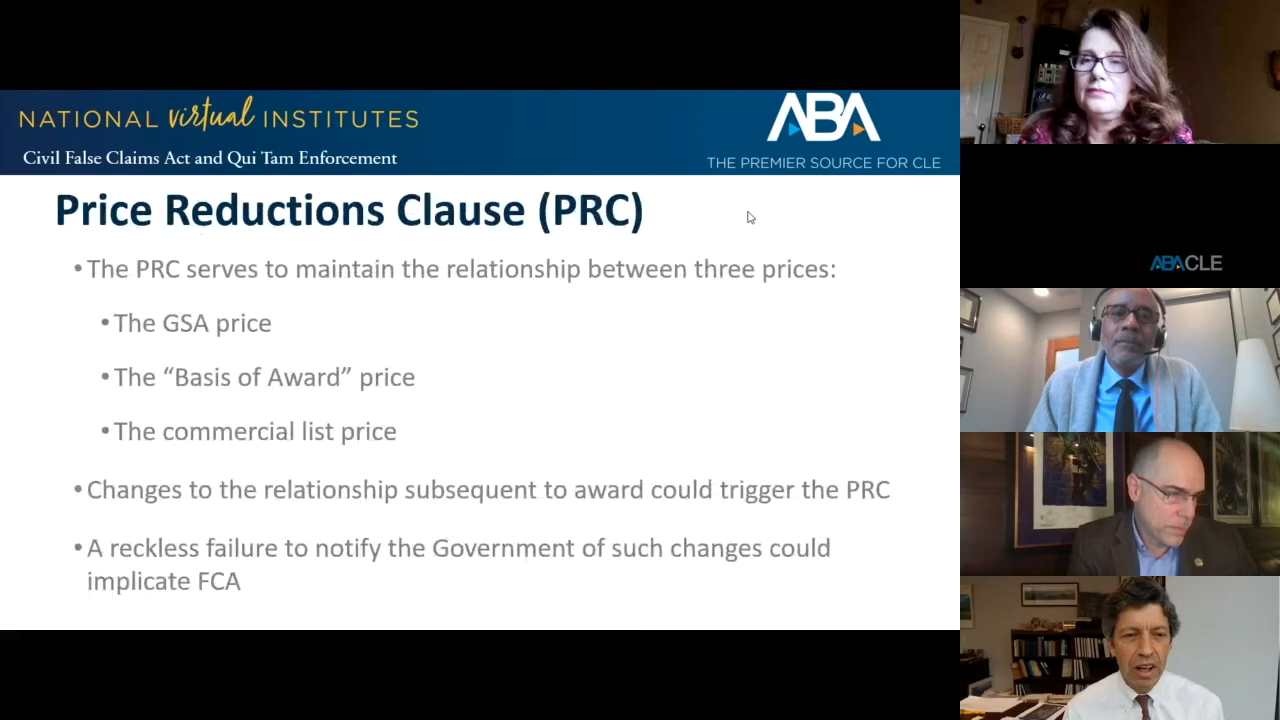 NATIONAL virtual INSTITUTES
Civil False Claims Act and Qui Tam Enforcement
ABA
THE PREMIER SOURCE FOR CLE
Price Reductions Clause (PRC)
•The PRC serves to maintain the relationship between three prices:
•The GSA price
•The “Basis of Award” price
•The commercial list price
•Changes to the relationship subsequent to award could trigger the PRC
•A reckless failure to notify the Government of such changes could
implicate FCA
ABACLE